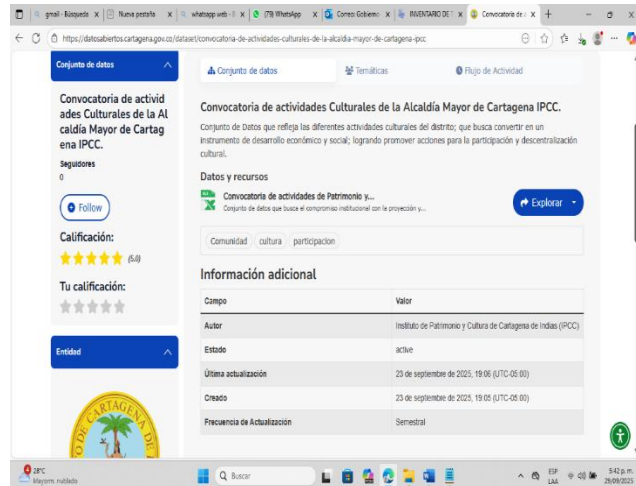 gmail - Búsqueda
Nueva pestaña
whatsapp web - B
(79) WhatsApp
Correo: Gobierno
INVENTARIO DE T
Convocatoria de a
https://datosabiertos.cartagena.gov.co/dataset/convocatoria-de-actividades-culturales-de-la-alcaldia-mayor-de-cartagena-ipcc
Conjunto de datos
Convocatoria de activid
ades Culturales de la Al
caldía Mayor de Cartag
ena IPCC.
Seguidores
0
Follow
Calificación:
(5.0)
Tu calificación:
Entidad
CARTAGENA DE
Conjunto de datos
Temáticas
Flujo de Actividad
Convocatoria de actividades Culturales de la Alcaldía Mayor de Cartagena IPCC.
Conjunto de Datos que refleja las diferentes actividades culturales del distrito; que busca convertir en un
instrumento de desarrollo económico y social; logrando promover acciones para la participación y descentralización
cultural.
Datos y recursos
Convocatoria de actividades de Patrimonio y...
Conjunto de datos que busca el compromiso institucional con la proyección y...
Explorar
Comunidad cultura participacion
Información adicional
Campo Valor
Autor Instituto de Patrimonio y Cultura de Cartagena de Indias (IPCC)
Estado active
Última actualización 23 de septiembre de 2025, 19:06 (UTC-05:00)
Creado 23 de septiembre de 2025, 19:05 (UTC-05:00)
Frecuencia de Actualización Semestral
28°C
Mayorm. nublado
Buscar
ESP
LAA
5:42 p. m.
29/09/2025